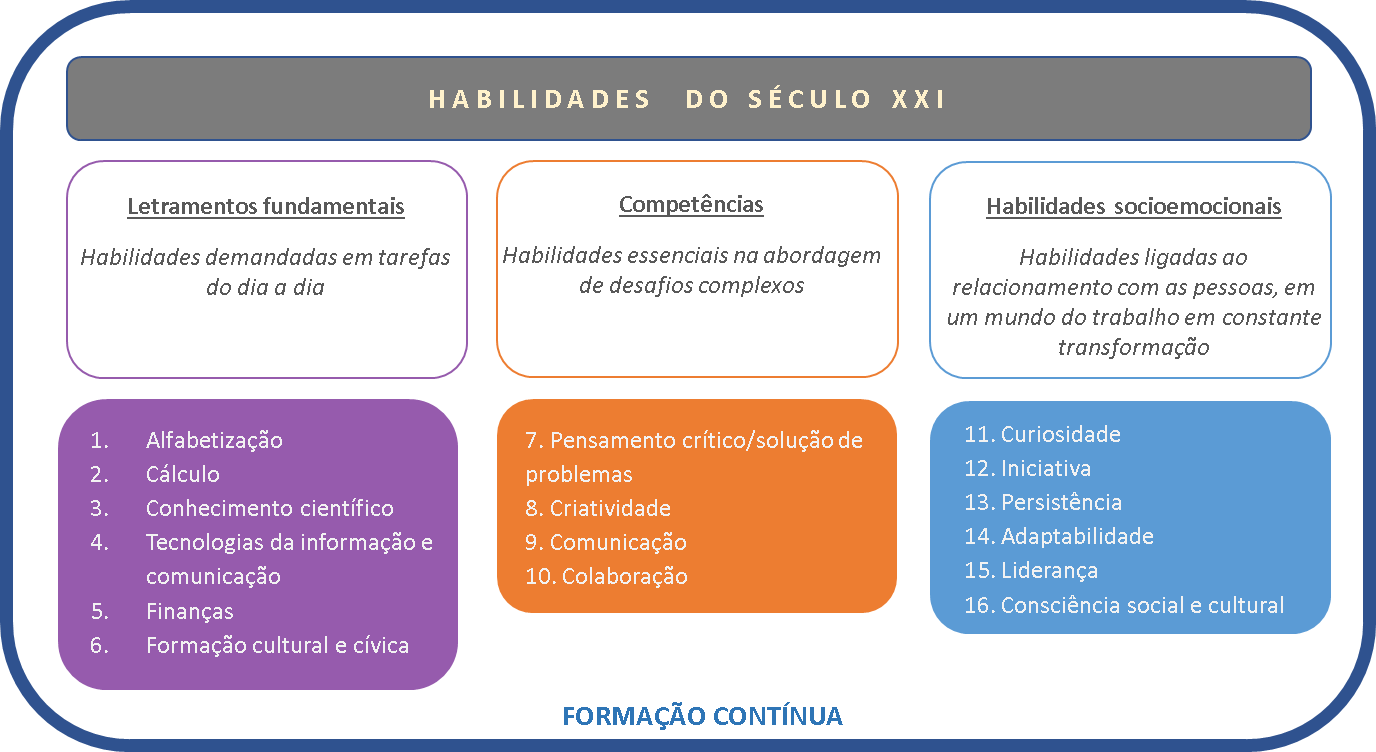 HABILIDADES DO SÉCULO XXI
Letramentos fundamentais
Habilidades demandadas em tarefas
do dia a dia
Competências
Habilidades essenciais na abordagem
de desafios complexos
Habilidades socioemocionais
Habilidades ligadas ao
relacionamento com as pessoas, em
um mundo do trabalho em constante
transformação
1. Alfabetização
2. Cálculo
3. Conhecimento científico
4. Tecnologias da informação e
comunicação
5. Finanças
6. Formação cultural e cívica
7. Pensamento crítico/solução de
problemas
8. Criatividade
9. Comunicação
10. Colaboração
11. Curiosidade
12. Iniciativa
13. Persistência
14. Adaptabilidade
15. Liderança
16. Consciência social e cultural
FORMAÇÃO CONTÍNUA